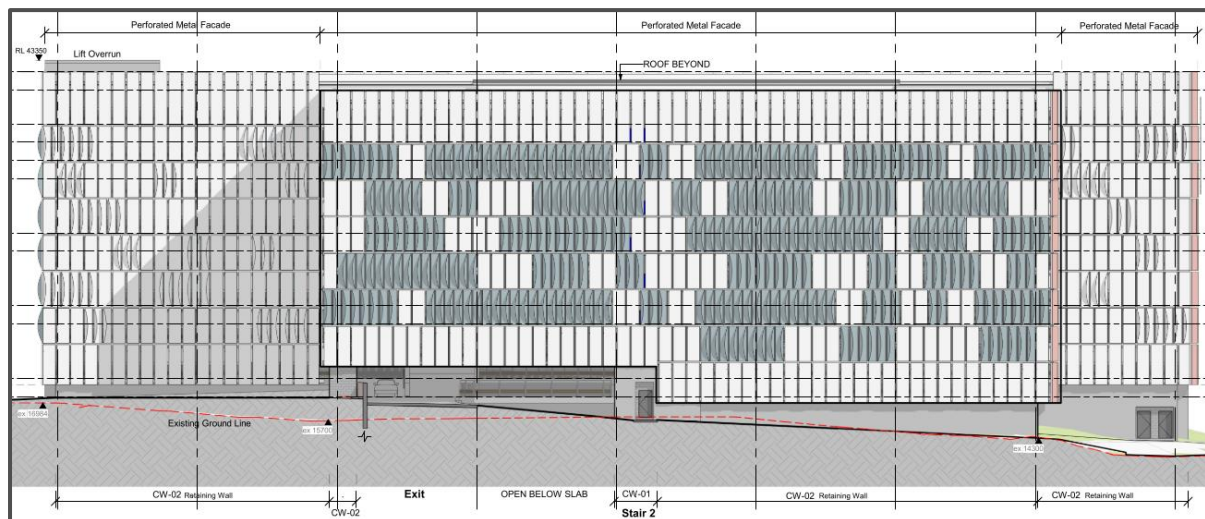 Perforated Metal Facade
Perforated Metal Facade
Perforated Metal Facade
RL 43350
Lift Overrun
ROOF BEYOND
ex 16984
Existing Ground Line
ex 15700
ex 14300
CW-02 Retaining Wall
Exit
OPEN BELOW SLAB
CW-01
CW-02 Retaining Wall
CW-02 Retaining Wall
CW-02
Stair 2